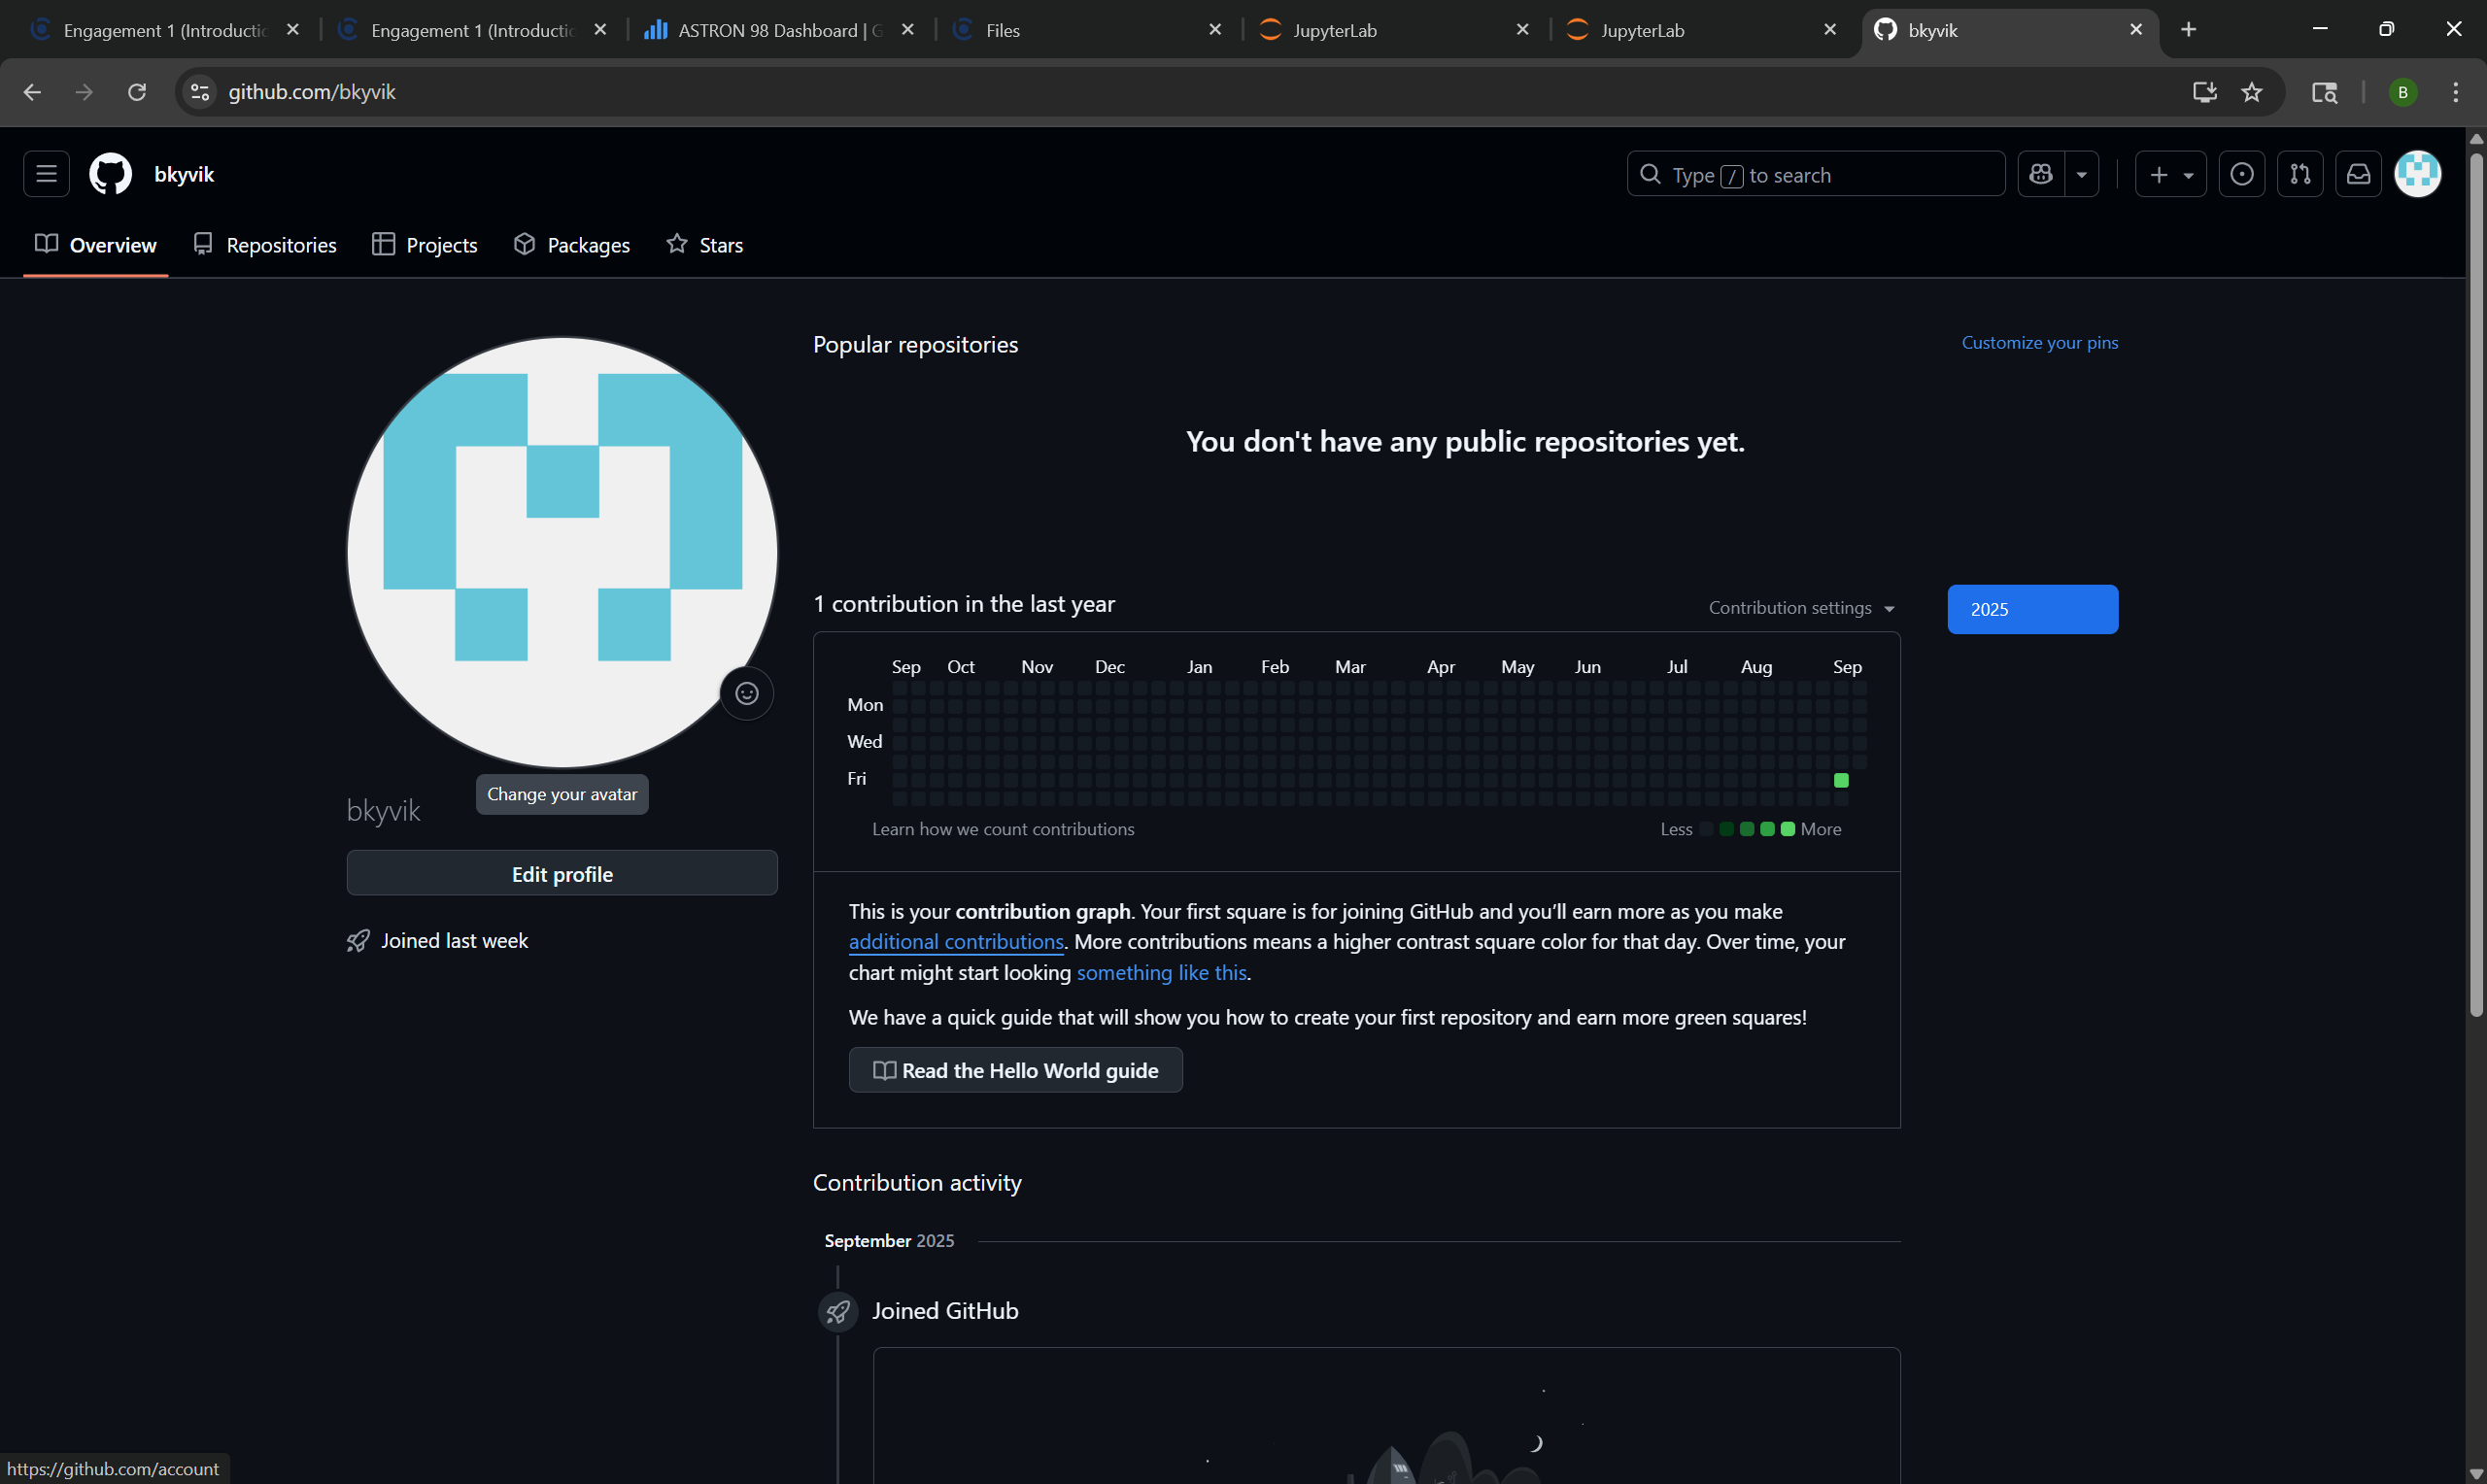 Engagement 1 (Introductic
Engagement 1 (Introductic
ASTRON 98 Dashboard | G
Files
JupyterLab
JupyterLab
bkyvik
github.com/bkyvik
B
bkyvik
Type / to search
Overview
Repositories
Projects
Packages
Stars
Popular repositories
Customize your pins
You don't have any public repositories yet.
1 contribution in the last year
Contribution settings
2025
Sep Oct Nov Dec Jan Feb Mar Apr May Jun Jul Aug Sep
Mon
Wed
Fri
Learn how we count contributions
Less
More
Change your avatar
bkyvik
Edit profile
Joined last week
This is your contribution graph. Your first square is for joining GitHub and you’ll earn more as you make
additional contributions. More contributions means a higher contrast square color for that day. Over time, your
chart might start looking something like this.
We have a quick guide that will show you how to create your first repository and earn more green squares!
Read the Hello World guide
Contribution activity
September 2025
Joined GitHub
https://github.com/account